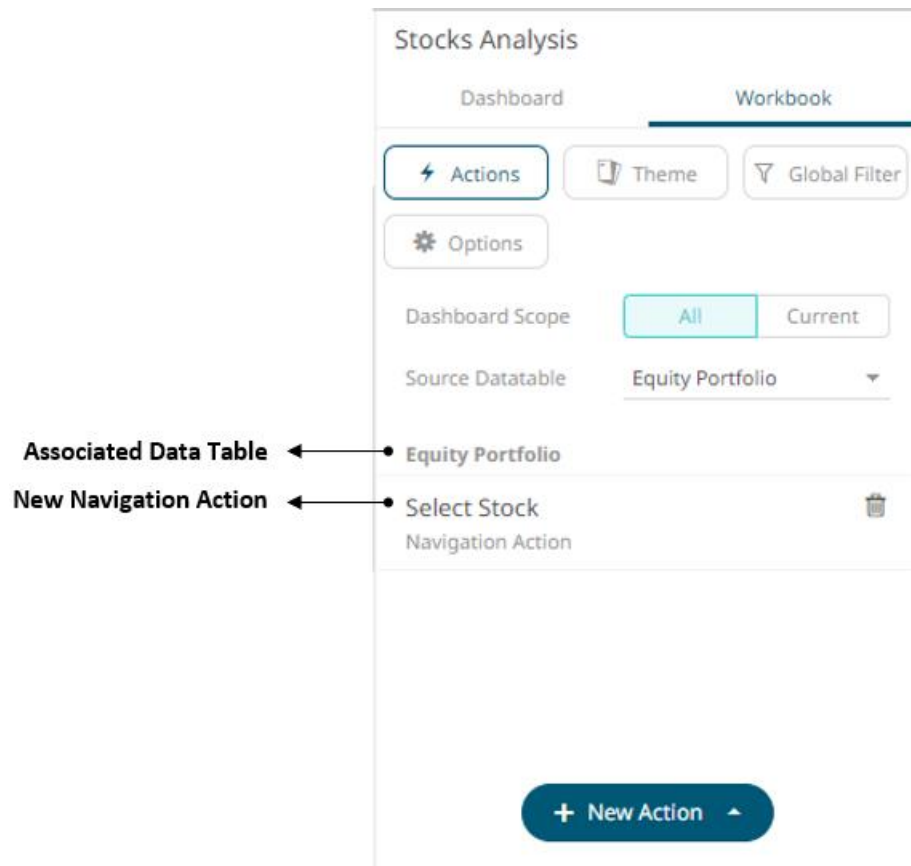 Stocks Analysis
Dashboard Workbook
Actions Theme Global Filter
Options
Dashboard Scope All Current
Source Datatable Equity Portfolio
Associated Data Table Equity Portfolio
New Navigation Action Select Stock
Navigation Action
+ New Action